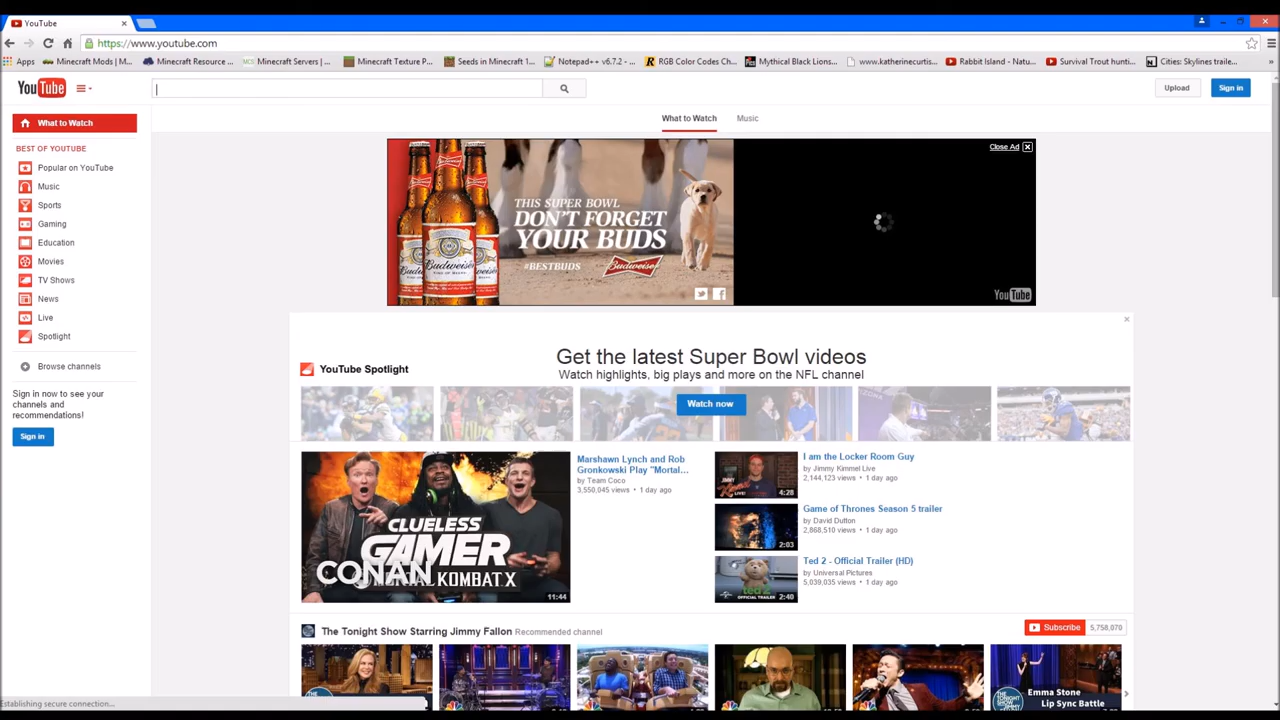 YouTube
https://www.youtube.com
Apps
Minecraft Mods | M...
Minecraft Resource ...
Minecraft Servers | ...
Minecraft Texture P...
Seeds in Minecraft 1...
Notepad++ v6.7.2 - ...
RGB Color Codes Ch...
Mythical Black Lions...
www.katherinecurtis...
Rabbit Island - Natu...
Survival Trout hunti...
Cities: Skylines traile...
YouTube
Upload
Sign in
What to Watch
Music
What to Watch
BEST OF YOUTUBE
Popular on YouTube
Music
Sports
Gaming
Education
Movies
TV Shows
News
Live
Spotlight
Browse channels
Sign in now to see your
channels and
recommendations!
Sign in
Close Ad
THIS SUPER BOWL
DON'T FORGET
YOUR BUDS
#BESTBUDS
Budweiser
Budweiser
YouTube
YouTube Spotlight
Get the latest Super Bowl videos
Watch highlights, big plays and more on the NFL channel
Watch now
CLUELESS
GAMER
CONAN
KOMBAT X
11:44
Marshawn Lynch and Rob
Gronkowski Play "Mortal...
by Team Coco
3,550,045 views • 1 day ago
4:28
I am the Locker Room Guy
by Jimmy Kimmel Live
2,144,123 views • 1 day ago
2:03
Game of Thrones Season 5 trailer
by David Dutton
2,868,510 views • 1 day ago
ted 2
OFFICIAL TRAILER
2:40
Ted 2 - Official Trailer (HD)
by Universal Pictures
5,039,035 views • 1 day ago
The Tonight Show Starring Jimmy Fallon Recommended channel
Subscribe
5,758,070
Emma Stone
Lip Sync Battle
Establishing secure connection...